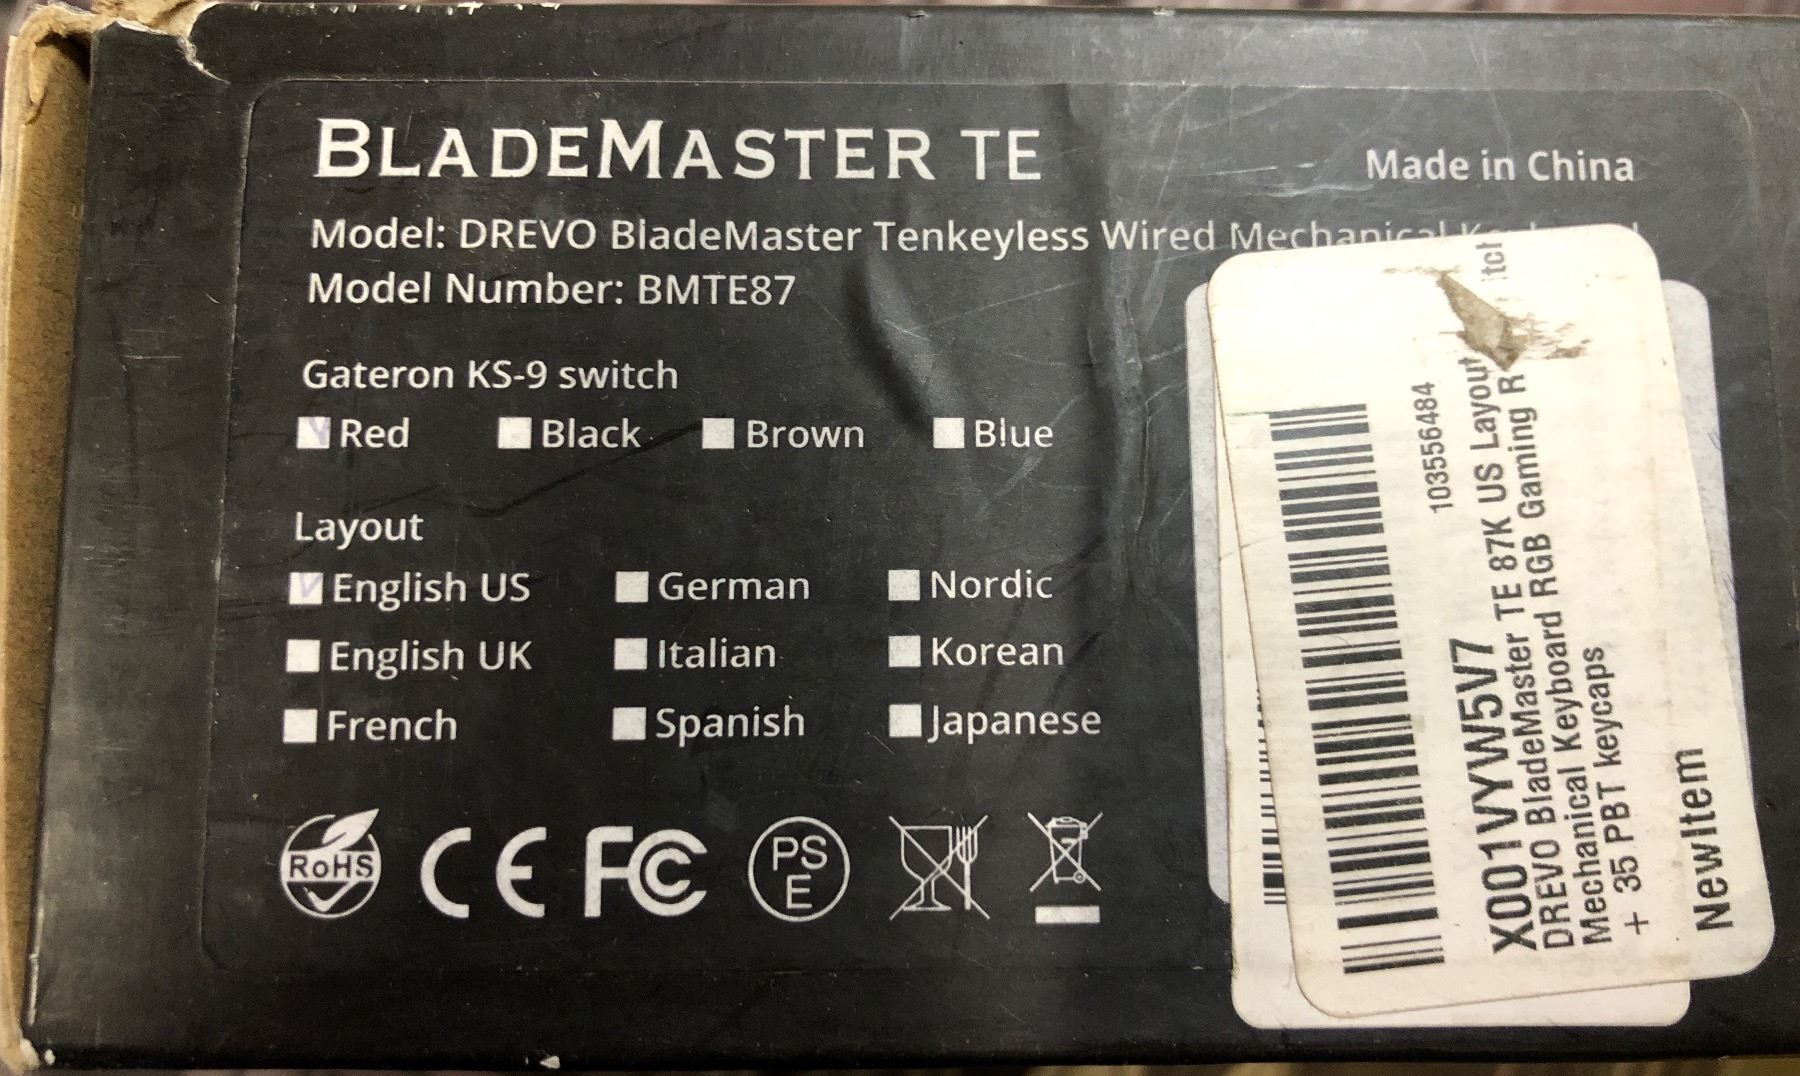 BLADEMASTER TE
Made in China
Model: DREVO BladeMaster Tenkeyless Wired Mechanical
Model Number: BMTE87
Gateron KS-9 switch
Red Black Brown Blue
Layout
English US German Nordic
English UK Italian Korean
French Spanish Japanese
RoHS CE FC PS E
103556484
X001VYW5V7
DREVO BladeMaster TE 87K US Layout
Mechanical Keyboard RGB Gaming
+ 35 PBT keycaps
NewItem